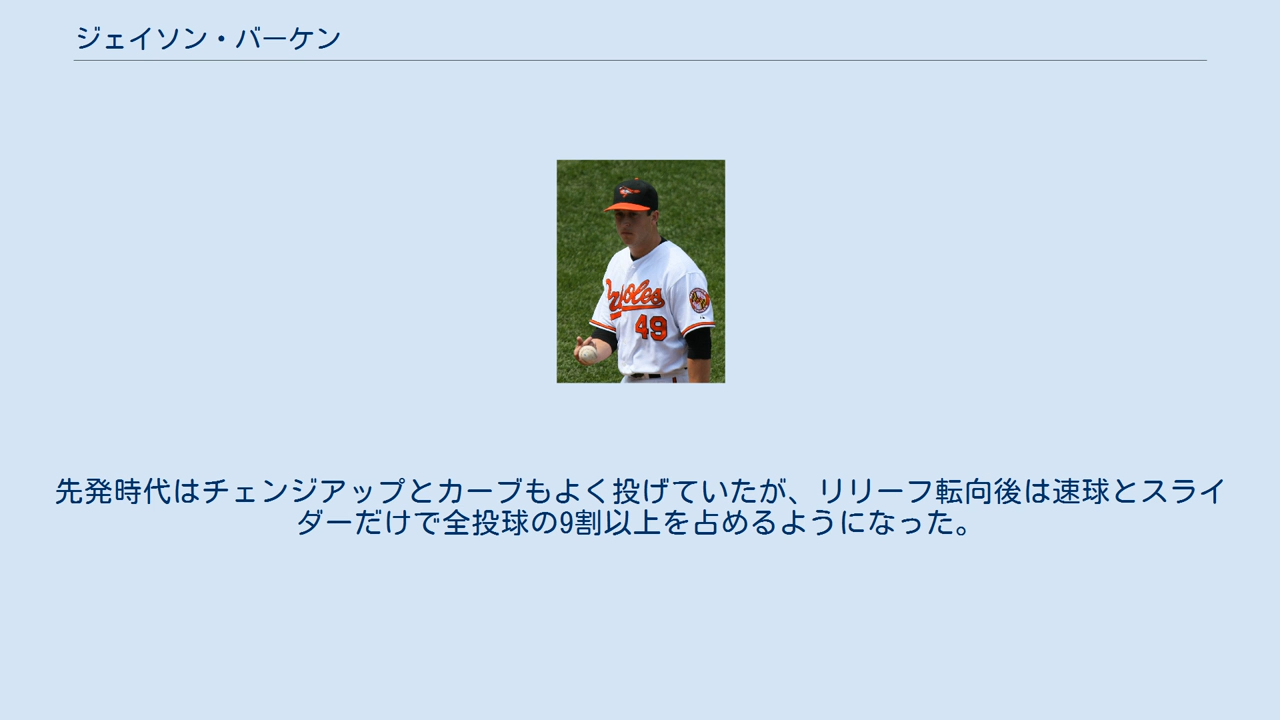 ジェイソン・バーケン
Orioles
49
先発時代はチェンジアップとカーブもよく投げていたが、リリーフ転向後は速球とスライ
ダーだけで全投球の9割以上を占めるようになった。